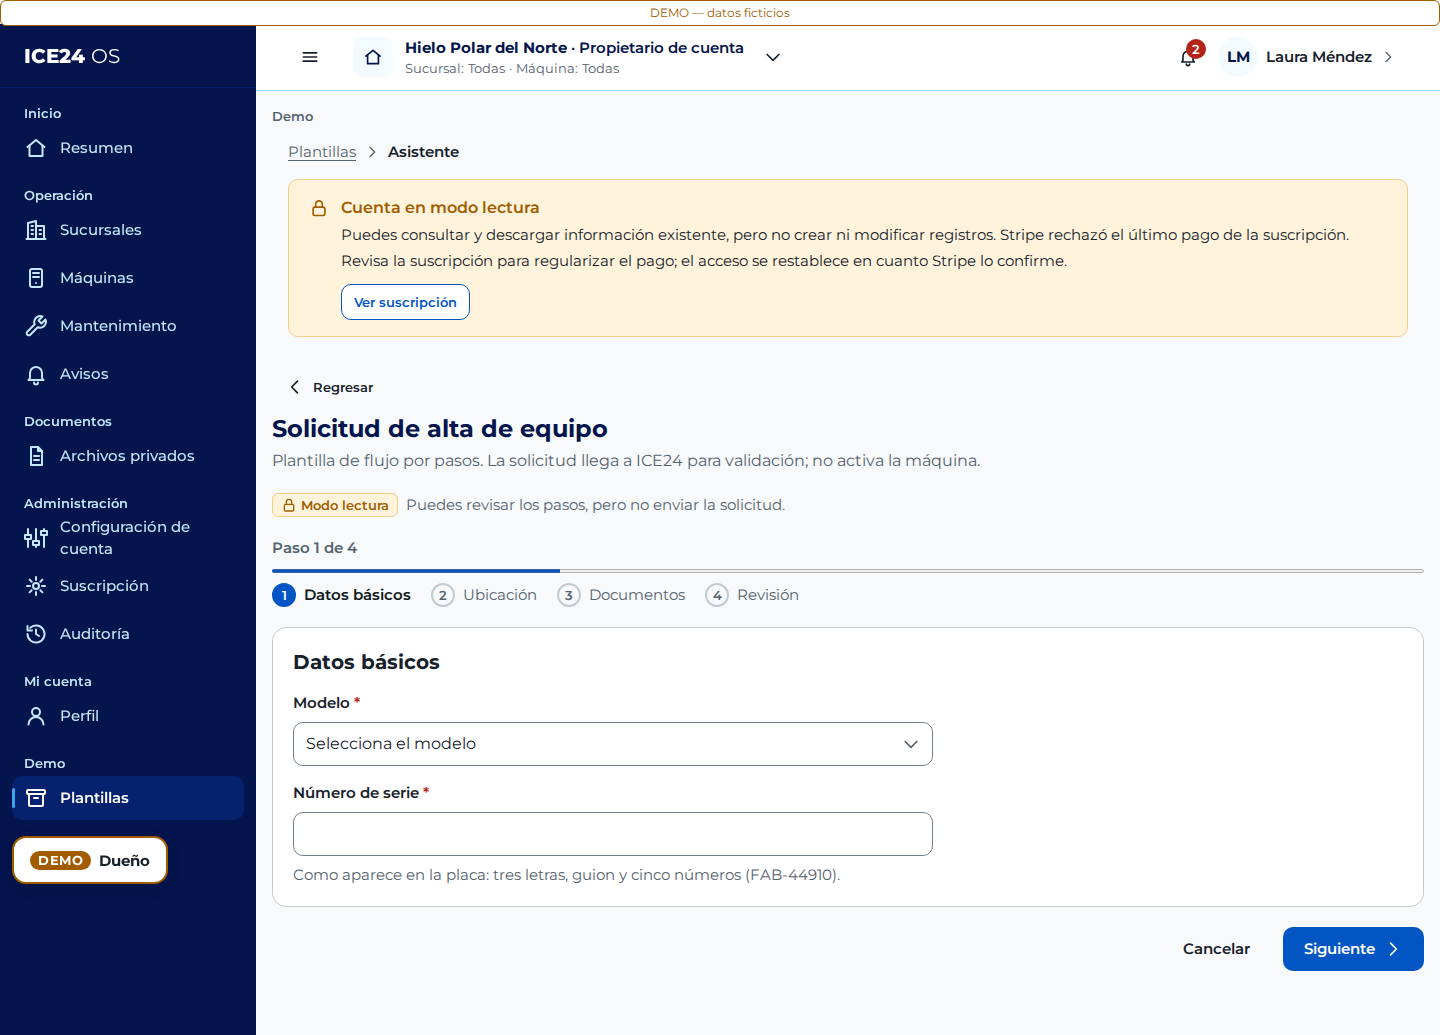 DEMO — datos ficticios
ICE24 OS
Inicio
Resumen
Operación
Sucursales
Máquinas
Mantenimiento
Avisos
Documentos
Archivos privados
Administración
Configuración de
cuenta
Suscripción
Auditoría
Mi cuenta
Perfil
Demo
Plantillas
DEMO Dueño
Hielo Polar del Norte · Propietario de cuenta
Sucursal: Todas · Máquina: Todas
2
LM Laura Méndez
Demo
Plantillas Asistente
Cuenta en modo lectura
Puedes consultar y descargar información existente, pero no crear ni modificar registros. Stripe rechazó el último pago de la suscripción.
Revisa la suscripción para regularizar el pago; el acceso se restablece en cuanto Stripe lo confirme.
Ver suscripción
Regresar
Solicitud de alta de equipo
Plantilla de flujo por pasos. La solicitud llega a ICE24 para validación; no activa la máquina.
Modo lectura Puedes revisar los pasos, pero no enviar la solicitud.
Paso 1 de 4
1 Datos básicos 2 Ubicación 3 Documentos 4 Revisión
Datos básicos
Modelo *
Selecciona el modelo
Número de serie *
Como aparece en la placa: tres letras, guion y cinco números (FAB-44910).
Cancelar Siguiente